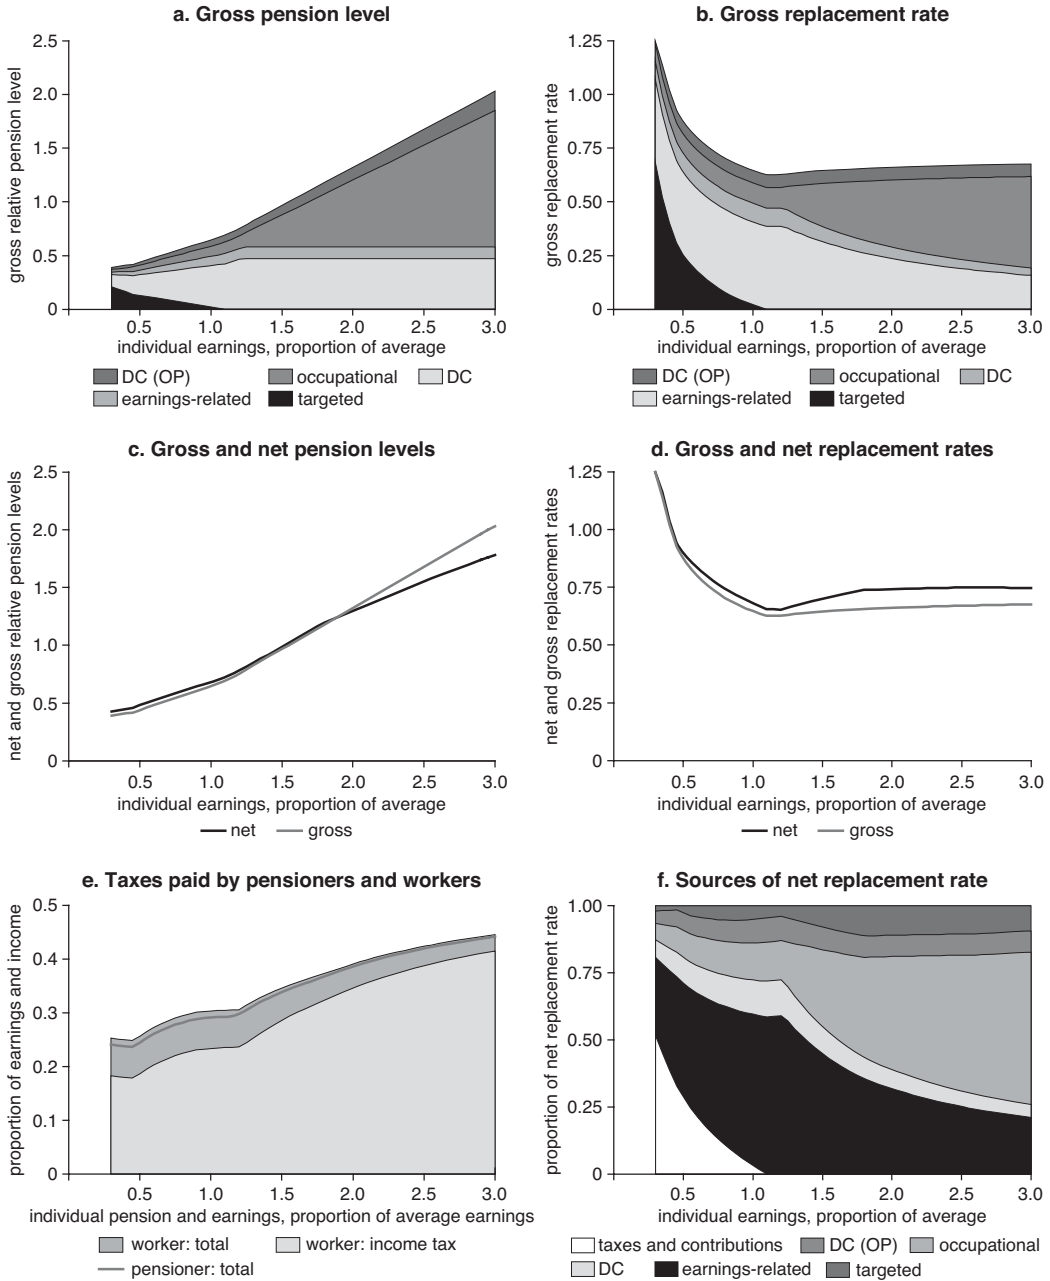 a. Gross pension level
gross relative pension level
2.5
2.0
1.5
1.0
0.5
0
0.5 1.0 1.5 2.0 2.5 3.0
individual earnings, proportion of average
DC (OP) occupational DC
earnings-related targeted
b. Gross replacement rate
gross replacement rate
1.25
1.00
0.75
0.50
0.25
0
0.5 1.0 1.5 2.0 2.5 3.0
individual earnings, proportion of average
DC (OP) occupational DC
earnings-related targeted
c. Gross and net pension levels
net and gross relative pension levels
2.5
2.0
1.5
1.0
0.5
0
0.5 1.0 1.5 2.0 2.5 3.0
individual earnings, proportion of average
net gross
d. Gross and net replacement rates
net and gross replacement rates
1.25
1.00
0.75
0.50
0.25
0
0.5 1.0 1.5 2.0 2.5 3.0
individual earnings, proportion of average
net gross
e. Taxes paid by pensioners and workers
proportion of earnings and income
0.5
0.4
0.3
0.2
0.1
0
0.5 1.0 1.5 2.0 2.5 3.0
individual pension and earnings, proportion of average earnings
worker: total worker: income tax
pensioner: total
f. Sources of net replacement rate
proportion of net replacement rate
1.00
0.75
0.50
0.25
0
0.5 1.0 1.5 2.0 2.5 3.0
individual earnings, proportion of average
taxes and contributions DC (OP) occupational
DC earnings-related targeted